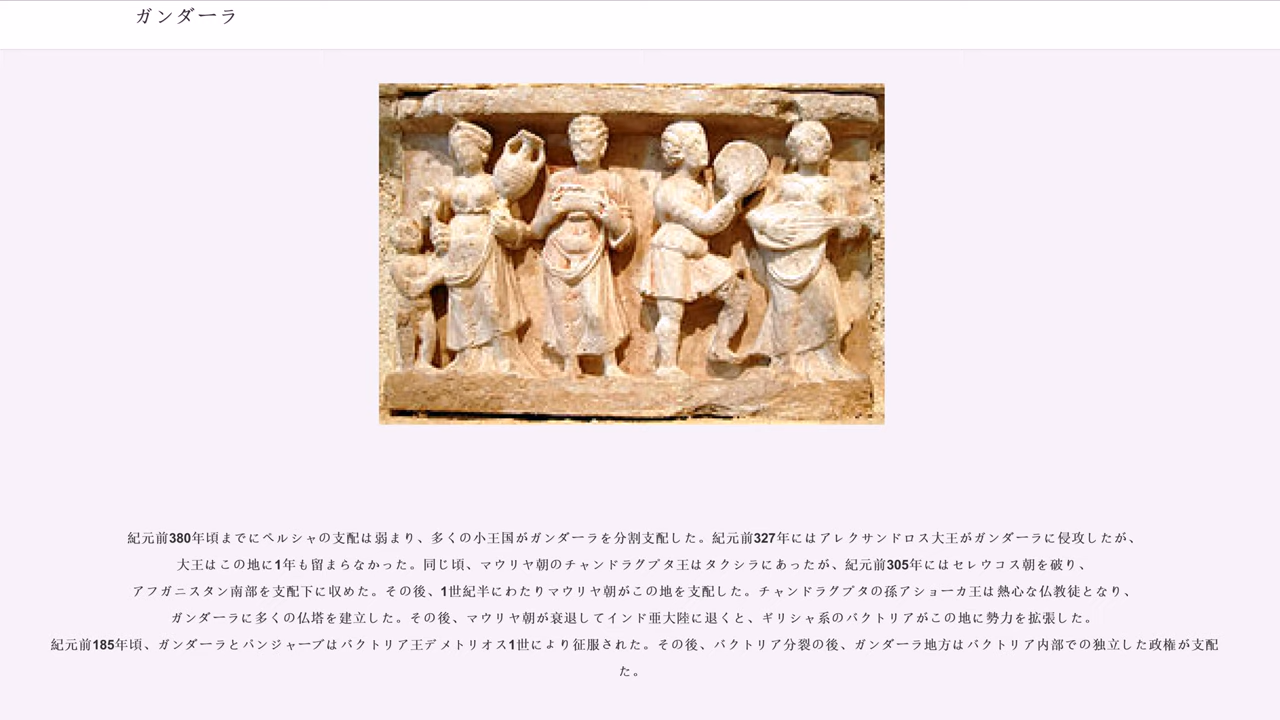 ガンダーラ
紀元前380年頃までにペルシャの支配は弱まり、多くの小王国がガンダーラを分割支配した。紀元前327年にはアレクサンドロス大王がガンダーラに侵攻したが、
大王はこの地に1年も留まらなかった。同じ頃、マウリヤ朝のチャンドラグプタ王はタクシラにあったが、紀元前305年にはセレウコス朝を破り、
アフガニスタン南部を支配下に収めた。その後、1世紀半にわたりマウリヤ朝がこの地を支配した。チャンドラグプタの孫アショーカ王は熱心な仏教徒となり、
ガンダーラに多くの仏塔を建立した。その後、マウリヤ朝が衰退してインド亜大陸に退くと、ギリシャ系のバクトリアがこの地に勢力を拡張した。
紀元前185年頃、ガンダーラとパンジャーブはバクトリア王デメトリオス1世により征服された。その後、バクトリア分裂の後、ガンダーラ地方はバクトリア内部での独立した政権が支配
た。